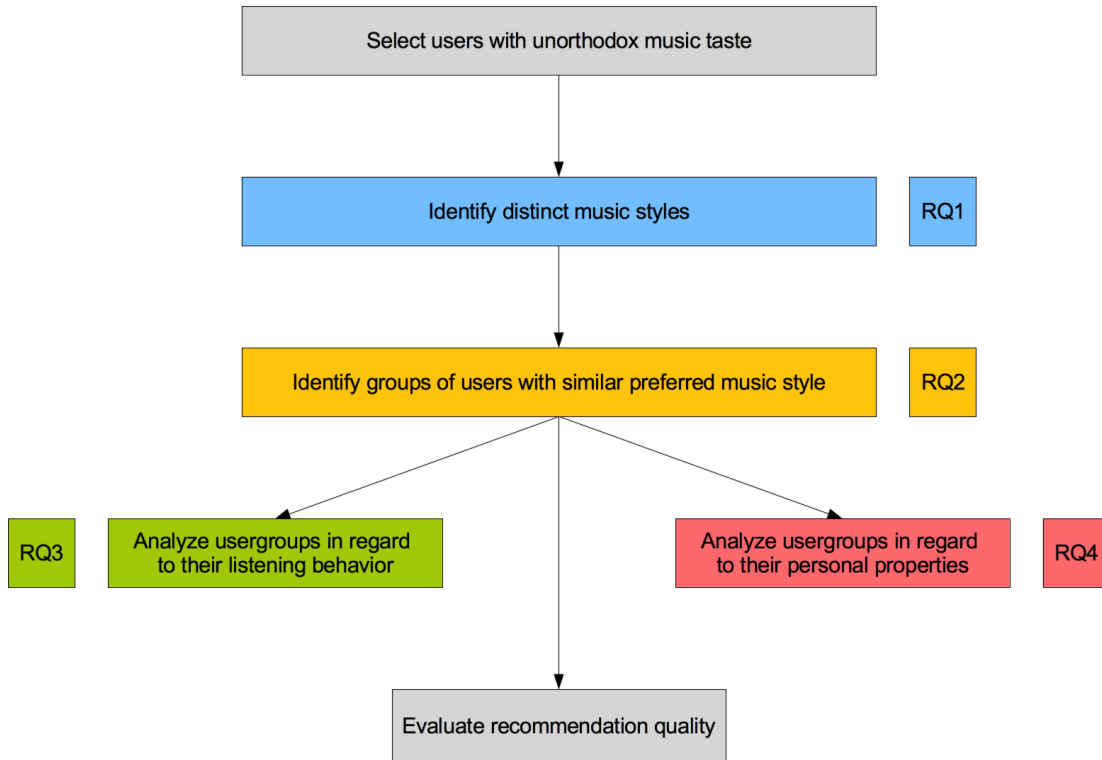 Select users with unorthodox music taste
Identify distinct music styles
RQ1
Identify groups of users with similar preferred music style
RQ2
RQ3
Analyze usergroups in regard
to their listening behavior
Analyze usergroups in regard
to their personal properties
RQ4
Evaluate recommendation quality